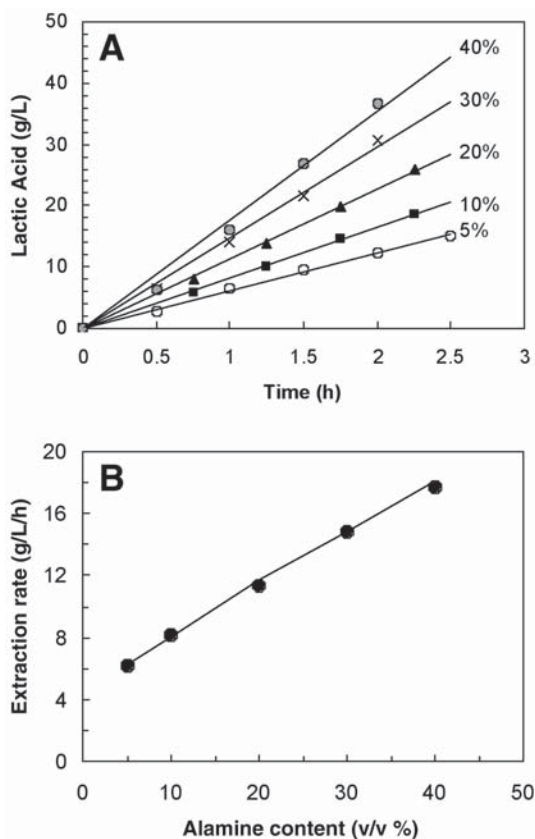 A
50
40
30
20
10
0
Lactic Acid (g/L)
40%
30%
20%
10%
5%
0 0.5 1 1.5 2 2.5 3
Time (h)
B
20
16
12
8
4
0
Extraction rate (g/L/h)
0 10 20 30 40 50
Alamine content (v/v %)